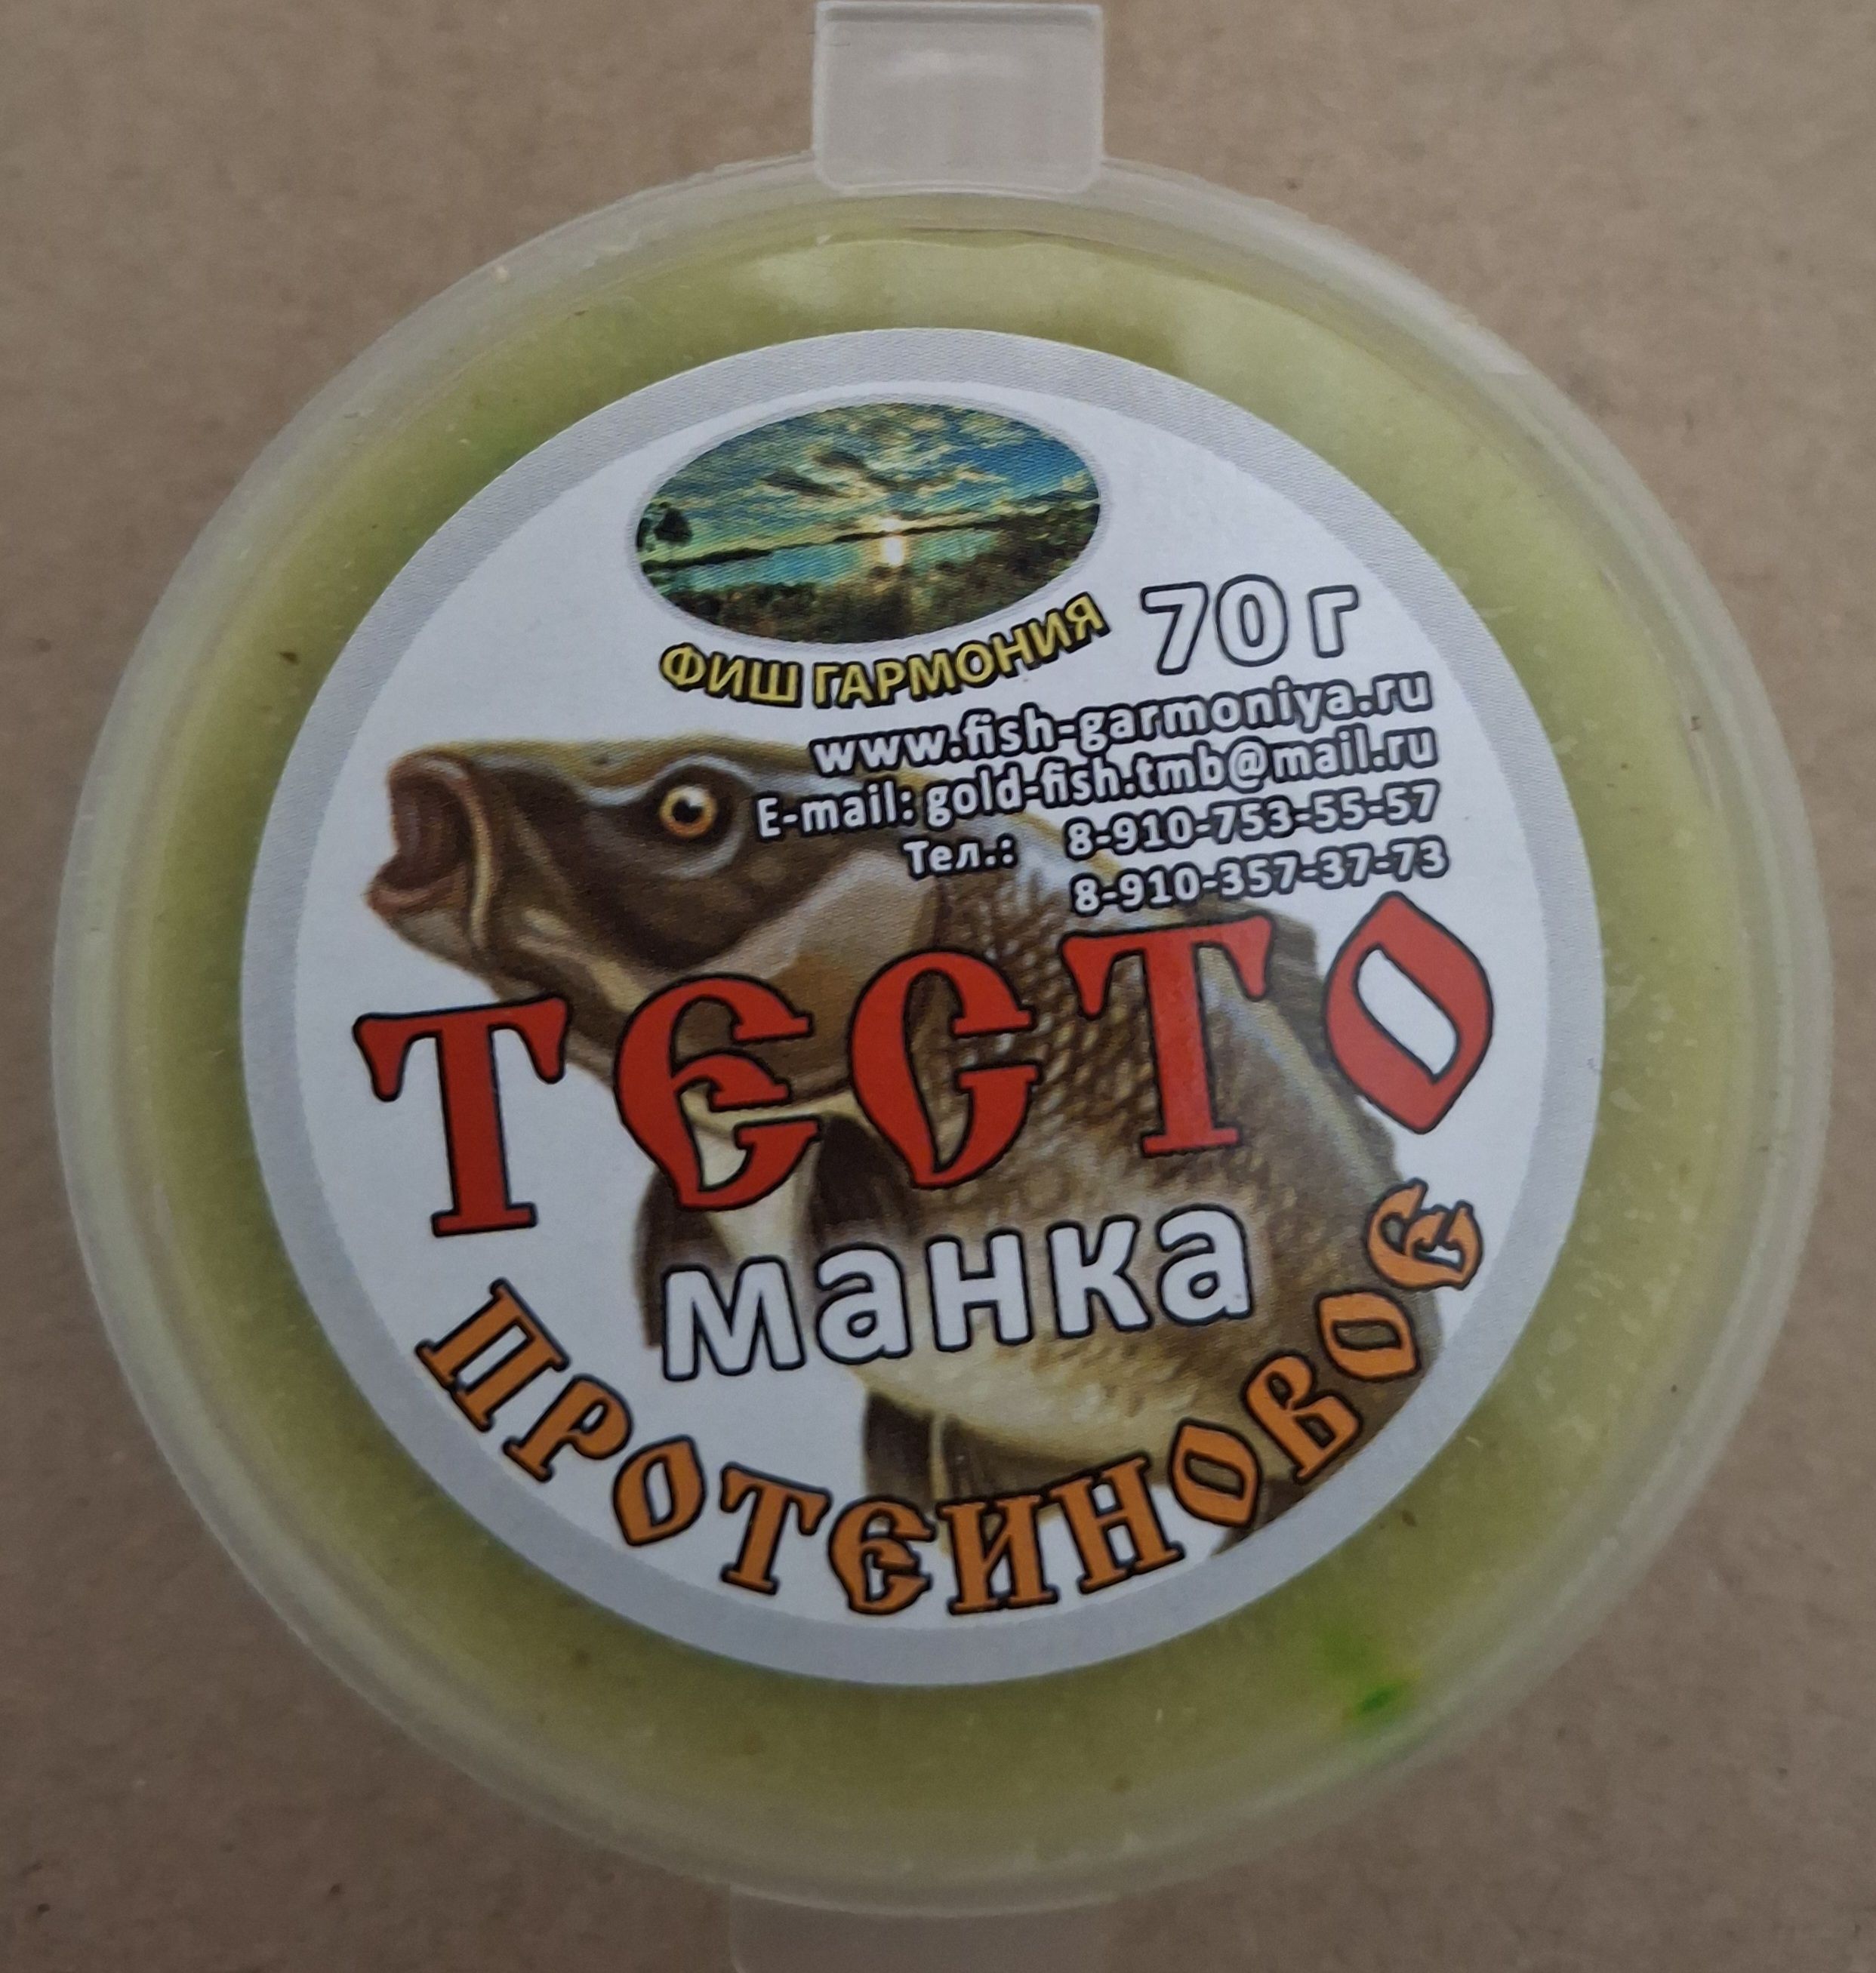 ФИШ ГАРМОНИЯ
70 г
www.fish-garmoniya.ru
E-mail: gold-fish.tmb@mail.ru
Тел.: 8-910-753-55-57
8-910-357-37-73
ТЕСТО
манка
ПРОТЕИНОВОЕ